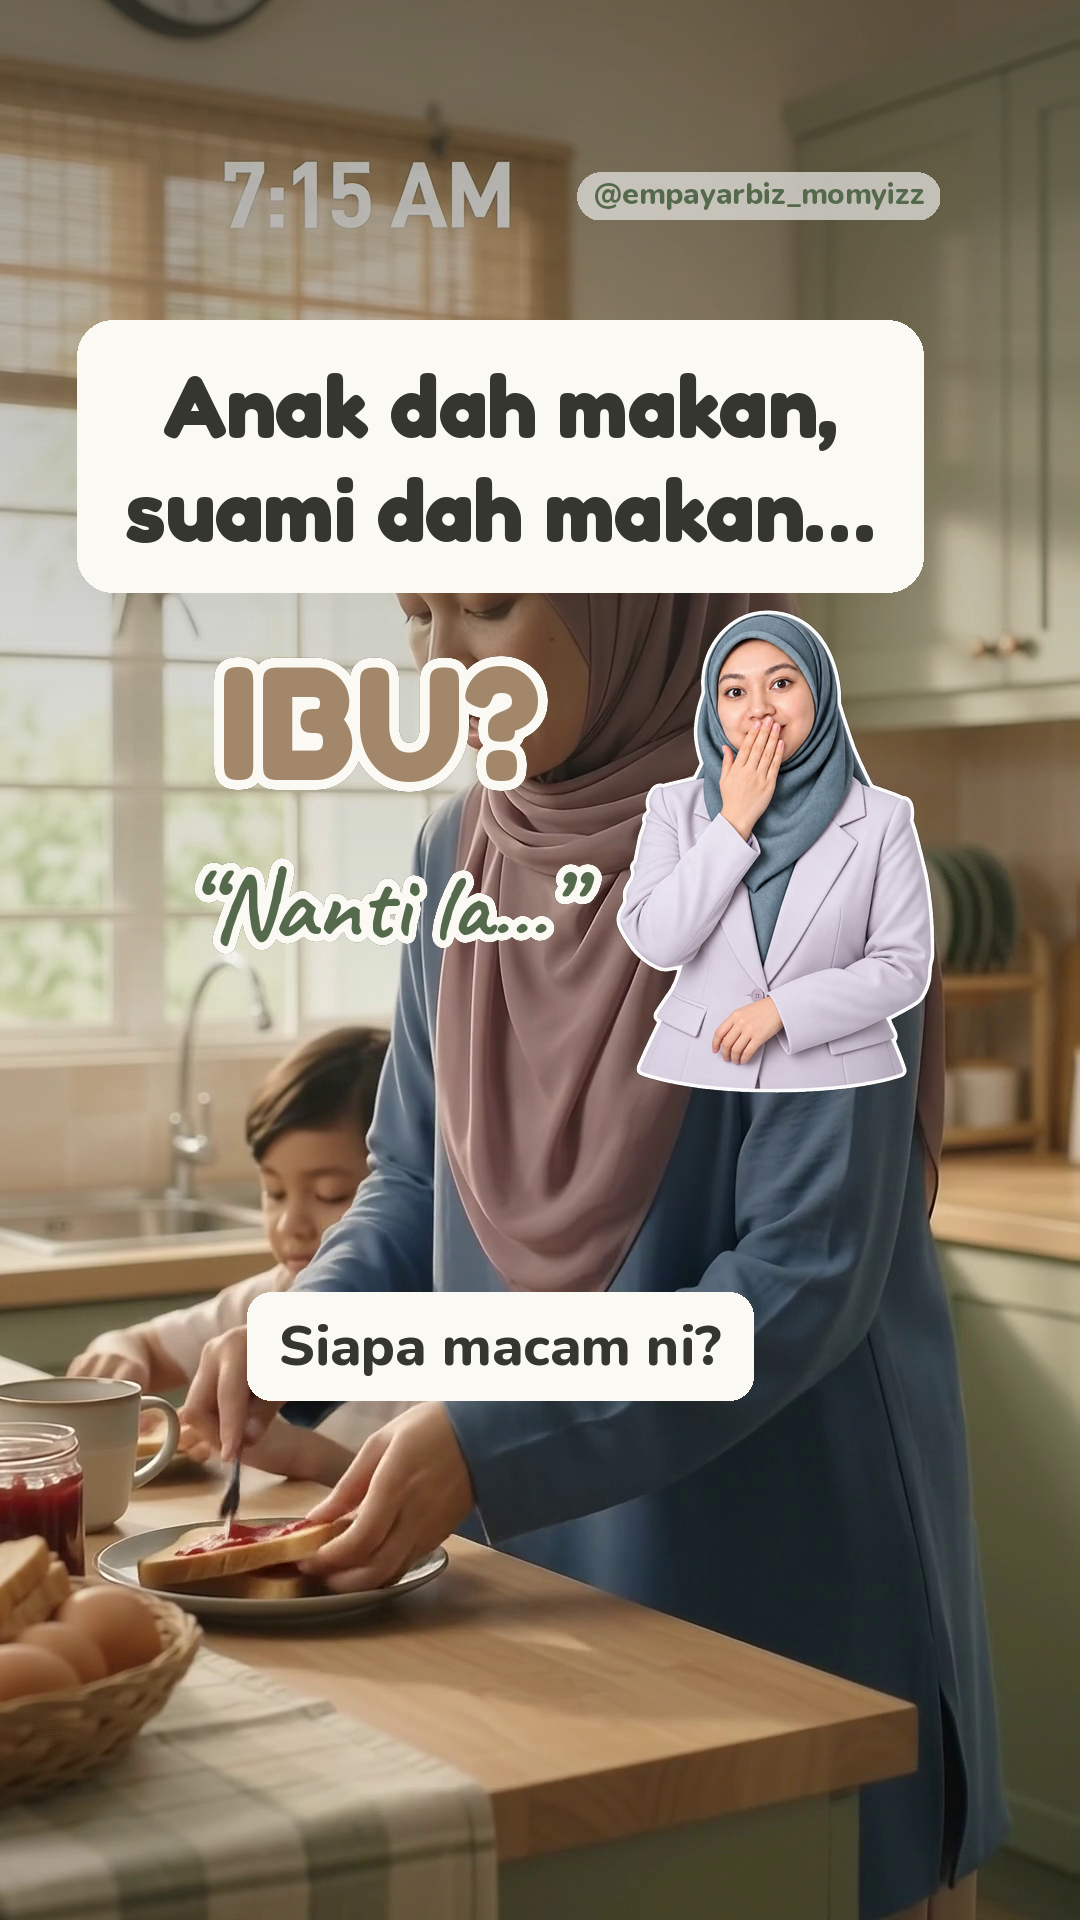 7:15 AM
@empayarbiz_momyizz
Anak dah makan,
suami dah makan...
IBU?
“Nanti la...”
Siapa macam ni?